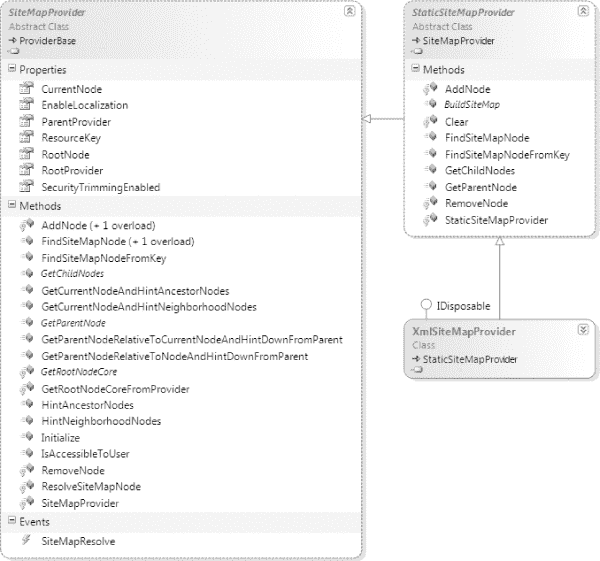 SiteMapProvider
Abstract Class
ProviderBase
Properties
CurrentNode
EnableLocalization
ParentProvider
ResourceKey
RootNode
RootProvider
SecurityTrimmingEnabled
Methods
AddNode (+ 1 overload)
FindSiteMapNode (+ 1 overload)
FindSiteMapNodeFromKey
GetChildNodes
GetCurrentNodeAndHintAncestorNodes
GetCurrentNodeAndHintNeighborhoodNodes
GetParentNode
GetParentNodeRelativeToCurrentNodeAndHintDownFromParent
GetParentNodeRelativeToNodeAndHintDownFromParent
GetRootNodeCore
GetRootNodeCoreFromProvider
HintAncestorNodes
HintNeighborhoodNodes
Initialize
IsAccessibleToUser
RemoveNode
ResolveSiteMapNode
SiteMapProvider
Events
SiteMapResolve
StaticSiteMapProvider
Abstract Class
SiteMapProvider
Methods
AddNode
BuildSiteMap
Clear
FindSiteMapNode
FindSiteMapNodeFromKey
GetChildNodes
GetParentNode
RemoveNode
StaticSiteMapProvider
IDisposable
XmlSiteMapProvider
Class
StaticSiteMapProvider